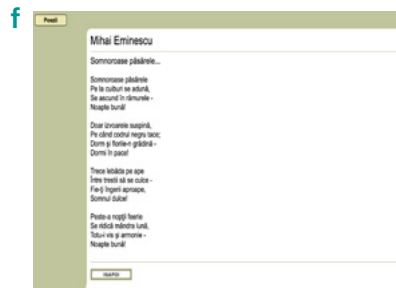 f
Poezii
Mihai Eminescu
Somnoroase păsărele...
Somnoroase păsărele
Pe la cuiburi se adună,
Se ascund în rămurele -
Noapte bună!
Doar izvoarele suspină,
Pe când codrul negru tace;
Dorm și florile-n grădină -
Dormi în pace!
Trece lebăda pe ape
Între trestii să se culce -
Fie-ți îngerii aproape,
Somnul dulce!
Peste-a nopții feerie
Se ridică mândra lună,
Totu-i vis și armonie -
Noapte bună!
INAPOI